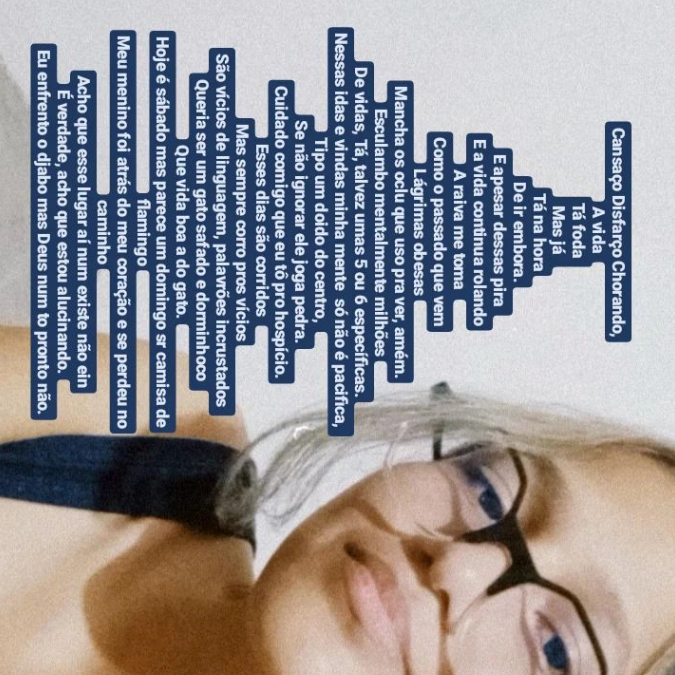 Cansaço Disfarço Chorando,
A vida
Tá foda
Mas já
Tá na hora
De ir embora.
E apesar dessas pira
E a vida continua rolando
A raiva me toma
Como o passado que vem
Lágrimas obesas
Mancha os oclu que uso pra ver, amém.
Esculambo mentalmente milhões
De vidas, Tá, talvez umas 5 ou 6 específicas.
Nessas idas e vindas minha mente só não é pacifica,
Tipo um doido do centro,
Se não ignorar ele joga pedra.
Cuidado comigo que eu tô pro hospício.
Esses dias são corridos
Mas sempre corro pros vícios
São vícios de linguagem, palavrões incrustados
Queria ser um gato safado e dorminhoco
Que vida boa a do gato.
Hoje é sábado mas parece um domingo sr camisa de
flamingo
Meu menino foi atrás do meu coração e se perdeu no
caminho
Acho que esse lugar aí num existe não ein
É verdade, acho que estou alucinando.
Eu enfrento o djabo mas Deus num to pronto não.